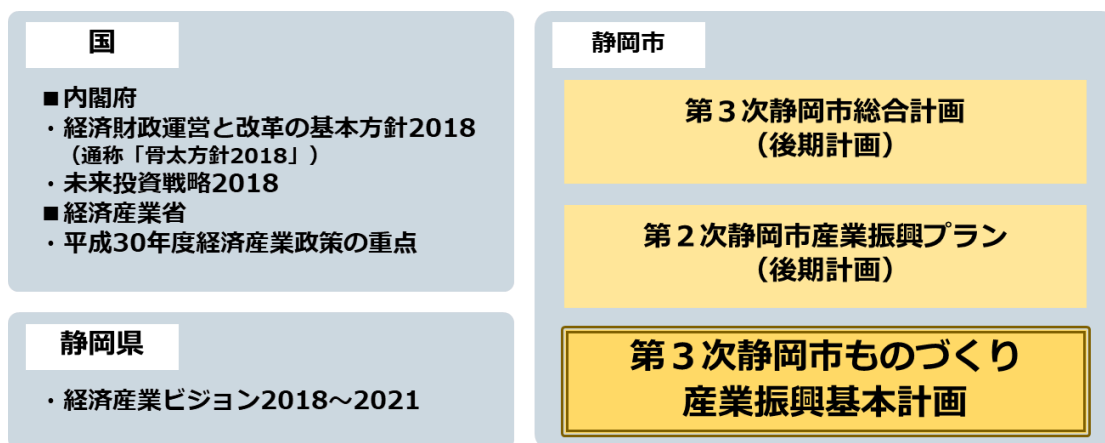 国
■内閣府
・経済財政運営と改革の基本方針2018
（通称「骨太方針2018」）
・未来投資戦略2018
■経済産業省
・平成30年度経済産業政策の重点
静岡県
・経済産業ビジョン2018～2021
静岡市
第３次静岡市総合計画
（後期計画）
第２次静岡市産業振興プラン
（後期計画）
第３次静岡市ものづくり
産業振興基本計画